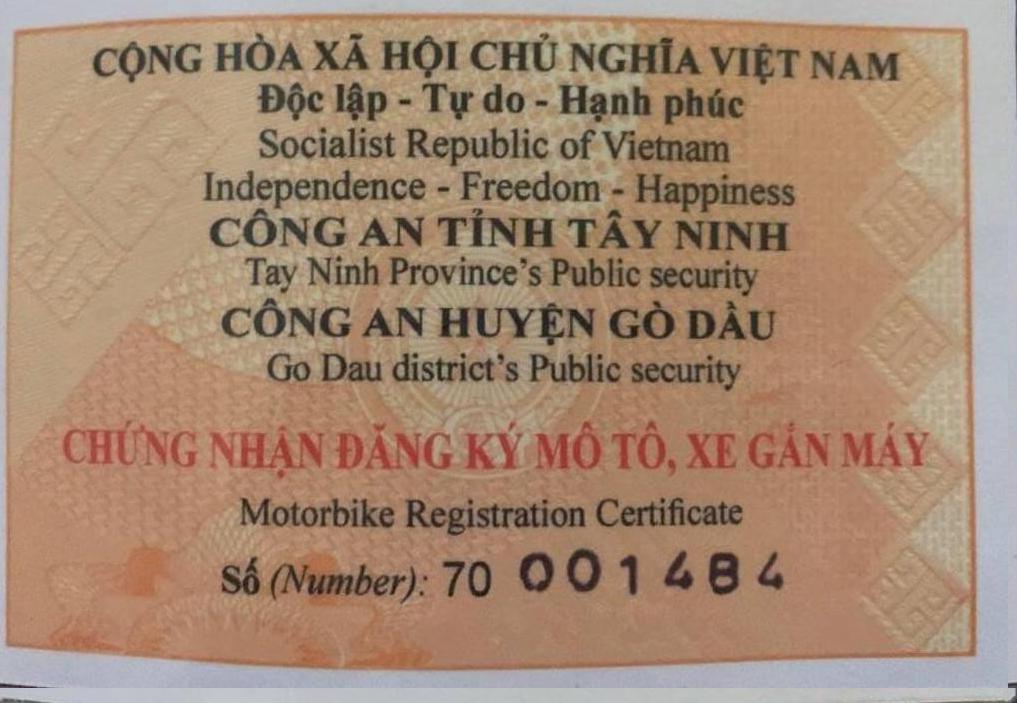 CỘNG HÒA XÃ HỘI CHỦ NGHĨA VIỆT NAM
Độc lập - Tự do - Hạnh phúc
Socialist Republic of Vietnam
Independence - Freedom - Happiness
CÔNG AN TỈNH TÂY NINH
Tay Ninh Province's Public security
CÔNG AN HUYỆN GÒ DẦU
Go Dau district's Public security
CHỨNG NHẬN ĐĂNG KÝ MÔ TÔ, XE GẮN MÁY
Motorbike Registration Certificate
Số (Number): 70 001484